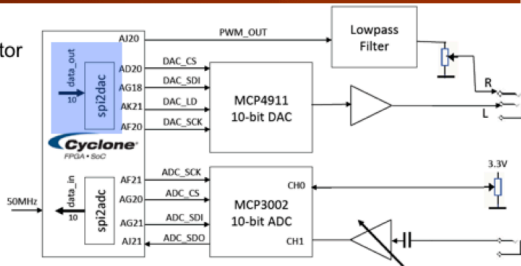 tor
AJ20
PWM_OUT
Lowpass
Filter
data_out
10
spi2dac
AD20
DAC_CS
AG18
DAC_SDI
AK21
DAC_LD
AF20
DAC_SCK
MCP4911
10-bit DAC
R
L
Cyclone
FPGA • SoC
50MHz
data_in
10
spi2adc
AF21
ADC_SCK
AG20
ADC_CS
AG21
ADC_SDI
AJ21
ADC_SDO
MCP3002
10-bit ADC
CH0
CH1
3.3V